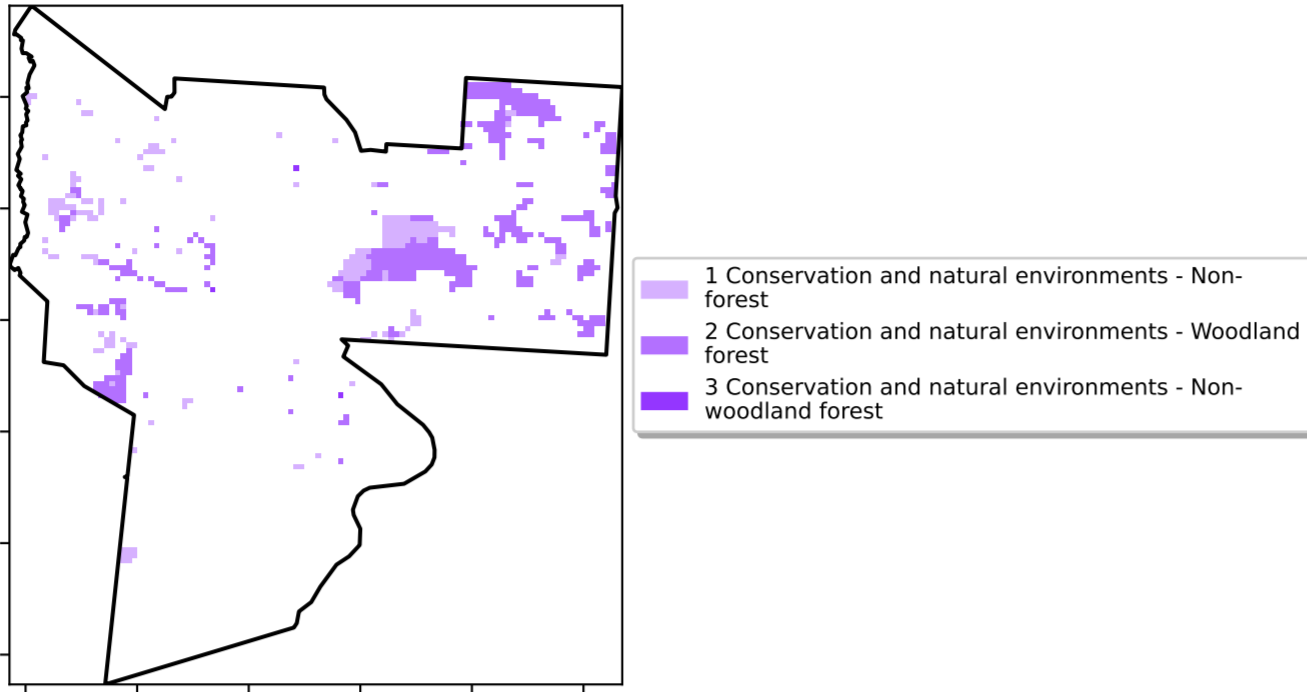 1 Conservation and natural environments - Non-
forest
2 Conservation and natural environments - Woodland
forest
3 Conservation and natural environments - Non-
woodland forest